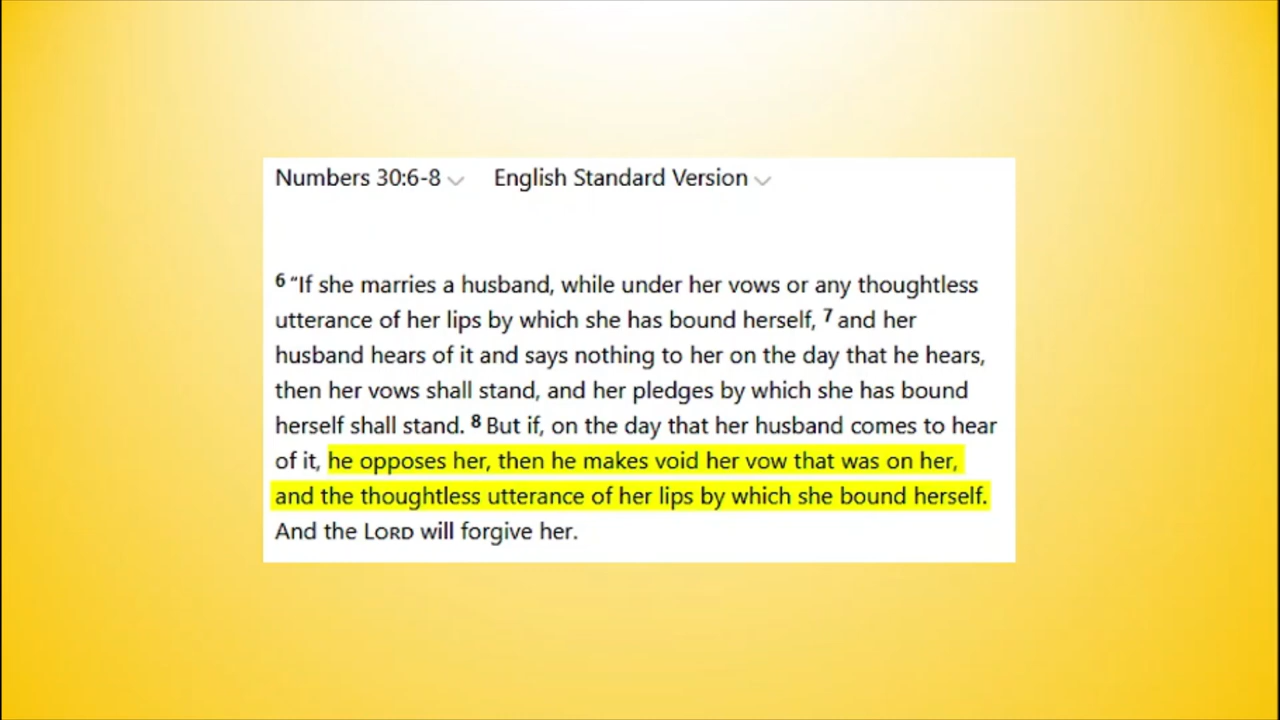 Numbers 30:6-8 English Standard Version
6 “If she marries a husband, while under her vows or any thoughtless
utterance of her lips by which she has bound herself, 7 and her
husband hears of it and says nothing to her on the day that he hears,
then her vows shall stand, and her pledges by which she has bound
herself shall stand. 8 But if, on the day that her husband comes to hear
of it, he opposes her, then he makes void her vow that was on her,
and the thoughtless utterance of her lips by which she bound herself.
And the LORD will forgive her.